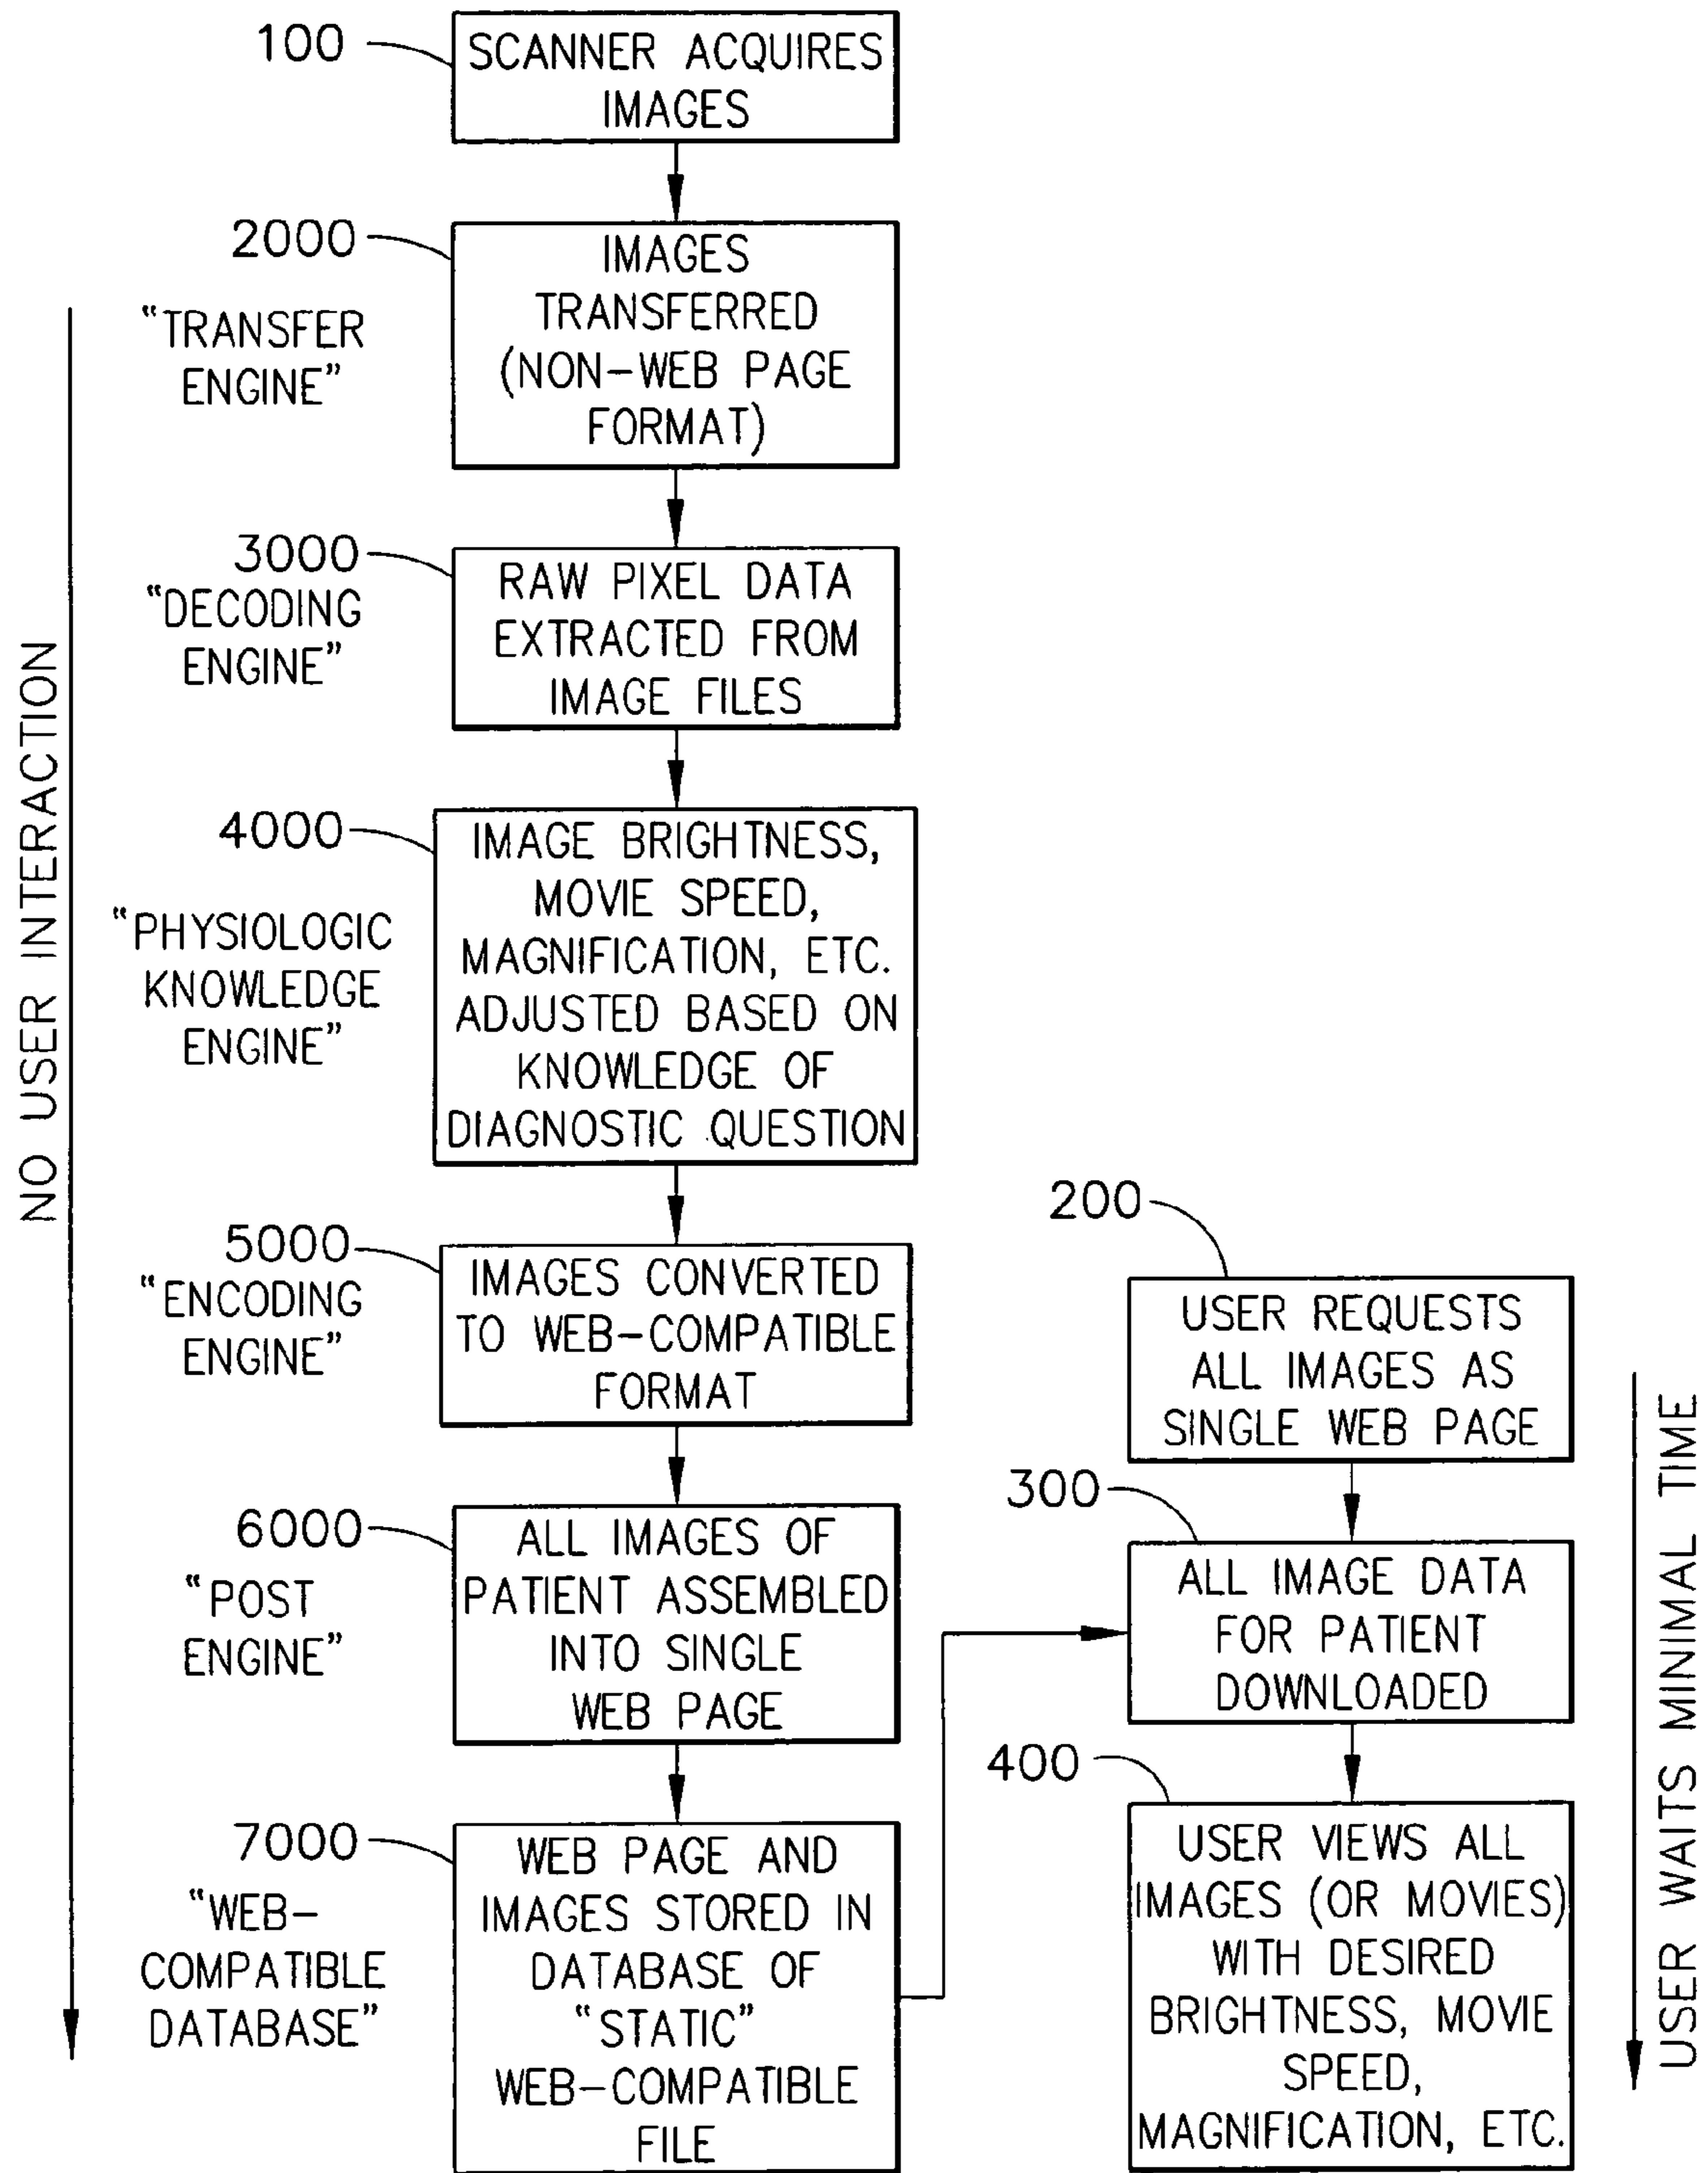 100
SCANNER ACQUIRES
IMAGES
2000
"TRANSFER
ENGINE"
IMAGES
TRANSFERRED
(NON-WEB PAGE
FORMAT)
3000
"DECODING
ENGINE"
RAW PIXEL DATA
EXTRACTED FROM
IMAGE FILES
4000
"PHYSIOLOGIC
KNOWLEDGE
ENGINE"
IMAGE BRIGHTNESS,
MOVIE SPEED,
MAGNIFICATION, ETC.
ADJUSTED BASED ON
KNOWLEDGE OF
DIAGNOSTIC QUESTION
5000
"ENCODING
ENGINE"
IMAGES CONVERTED
TO WEB-COMPATIBLE
FORMAT
6000
"POST
ENGINE"
ALL IMAGES OF
PATIENT ASSEMBLED
INTO SINGLE
WEB PAGE
7000
"WEB-
COMPATIBLE
DATABASE"
WEB PAGE AND
IMAGES STORED IN
DATABASE OF
"STATIC"
WEB-COMPATIBLE
FILE
NO USER INTERACTION
200
USER REQUESTS
ALL IMAGES AS
SINGLE WEB PAGE
300
ALL IMAGE DATA
FOR PATIENT
DOWNLOADED
400
USER VIEWS ALL
IMAGES (OR MOVIES)
WITH DESIRED
BRIGHTNESS, MOVIE
SPEED,
MAGNIFICATION, ETC.
USER WAITS MINIMAL TIME